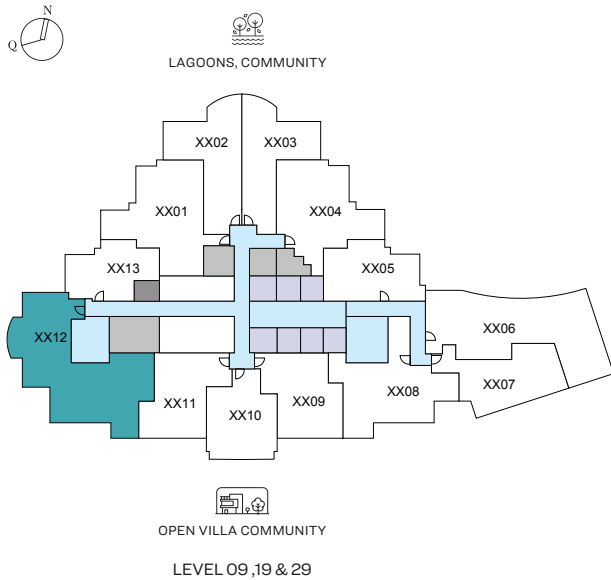 N
Q
LAGOONS, COMMUNITY
XX02
XX03
XX01
XX04
XX13
XX05
XX12
XX06
XX07
XX08
XX11
XX10
XX09
OPEN VILLA COMMUNITY
LEVEL 09 ,19 & 29